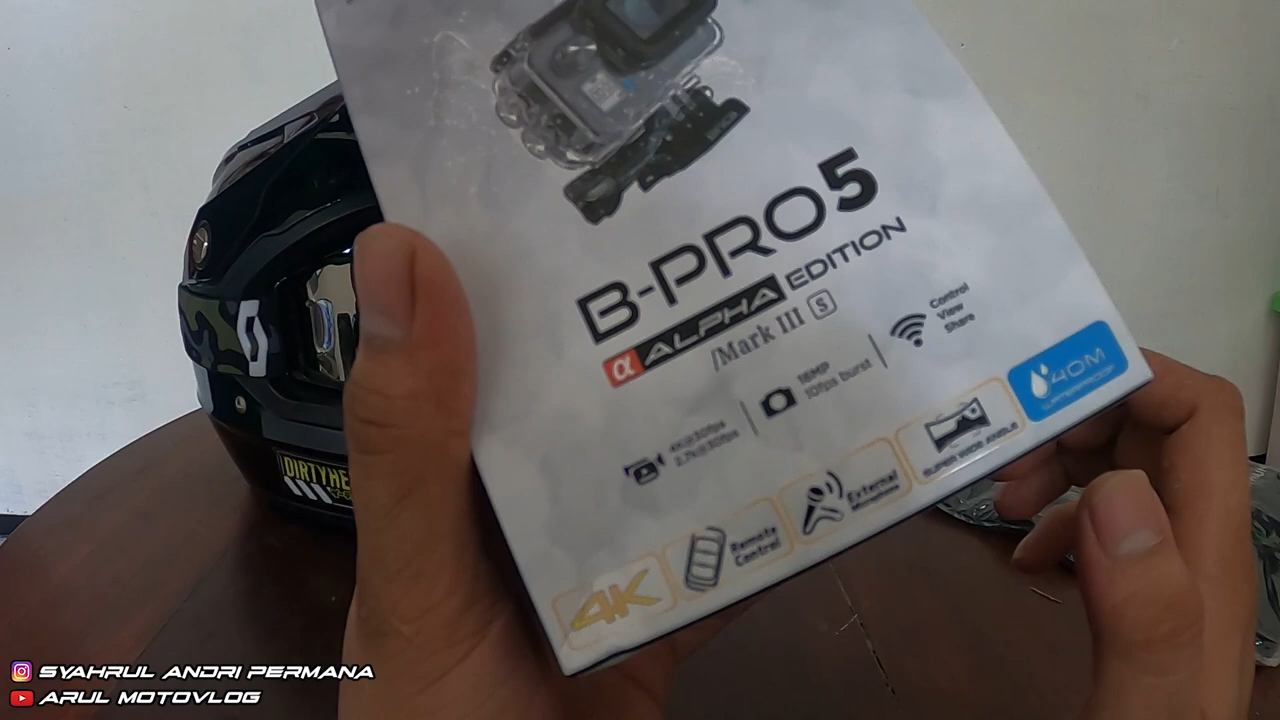 B-PRO5
α ALPHA EDITION
/Mark III S
4K@30fps
2.7K@30fps
16MP
10fps burst
Control
View
Share
4K
Remote
Control
External
Microphone
SUPER WIDE ANGLE
40M
WATERPROOF
SYAHRUL ANDRI PERMANA
ARUL MOTOVLOG